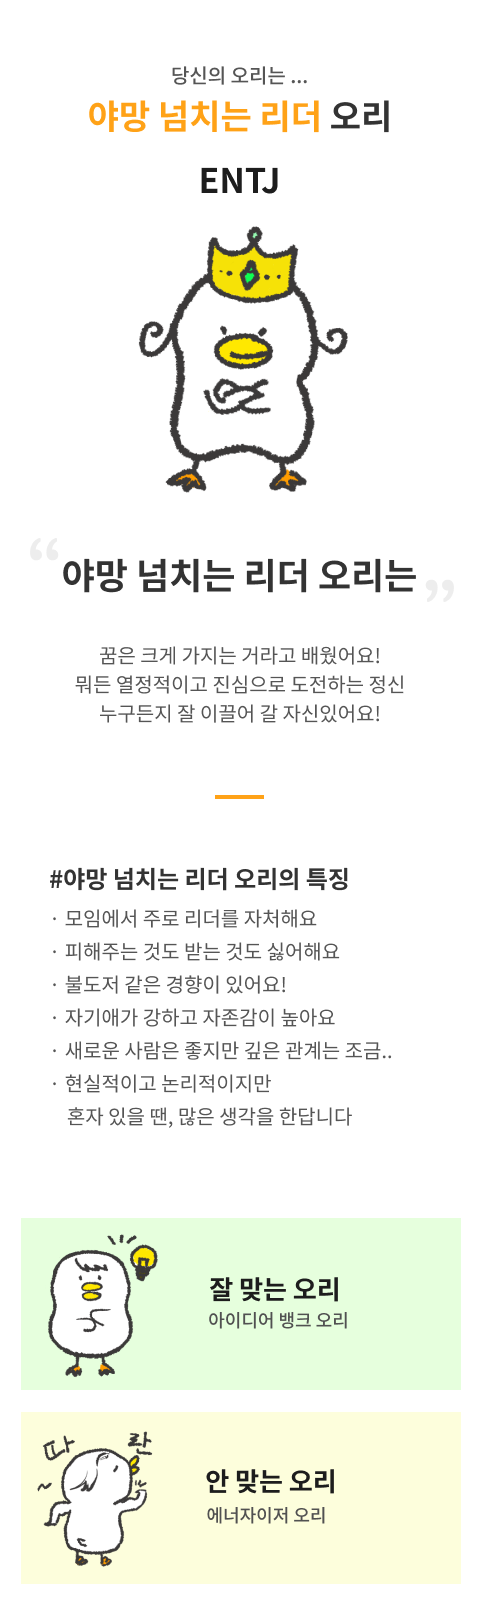 당신의 오리는 ...
야망 넘치는 리더 오리
ENTJ
“ 야망 넘치는 리더 오리는 ”
꿈은 크게 가지는 거라고 배웠어요!
뭐든 열정적이고 진심으로 도전하는 정신
누구든지 잘 이끌어 갈 자신있어요!
#야망 넘치는 리더 오리의 특징
· 모임에서 주로 리더를 자처해요
· 피해주는 것도 받는 것도 싫어해요
· 불도저 같은 경향이 있어요!
· 자기애가 강하고 자존감이 높아요
· 새로운 사람은 좋지만 깊은 관계는 조금..
· 현실적이고 논리적이지만
혼자 있을 땐, 많은 생각을 한답니다
잘 맞는 오리
아이디어 뱅크 오리
따 란
~
안 맞는 오리
에너자이저 오리